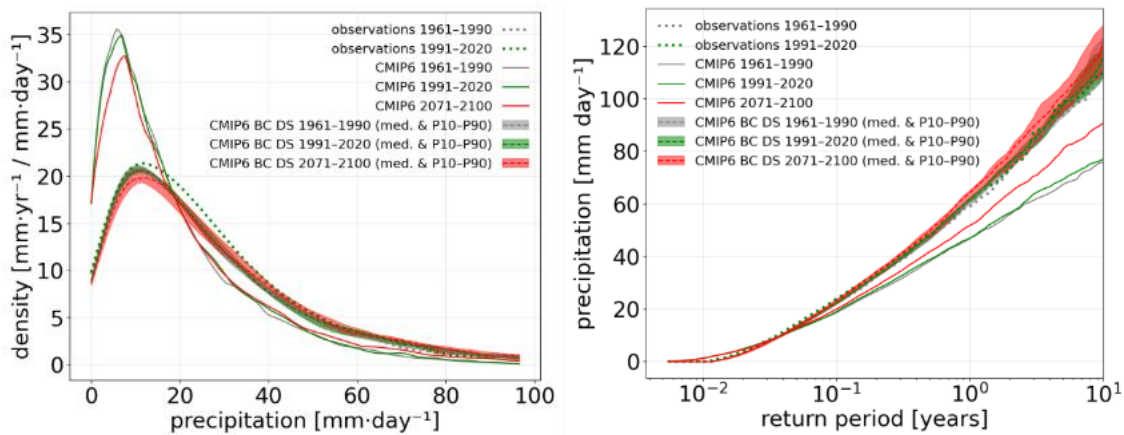 observations 1961–1990
observations 1991–2020
CMIP6 1961–1990
CMIP6 1991–2020
CMIP6 2071–2100
CMIP6 BC DS 1961–1990 (med. & P10–P90)
CMIP6 BC DS 1991–2020 (med. & P10–P90)
CMIP6 BC DS 2071–2100 (med. & P10–P90)
density [mm·yr⁻¹ / mm·day⁻¹]
35
30
25
20
15
10
5
0
0 20 40 60 80 100
precipitation [mm·day⁻¹]
observations 1961–1990
observations 1991–2020
CMIP6 1961–1990
CMIP6 1991–2020
CMIP6 2071–2100
CMIP6 BC DS 1961–1990 (med. & P10–P90)
CMIP6 BC DS 1991–2020 (med. & P10–P90)
CMIP6 BC DS 2071–2100 (med. & P10–P90)
precipitation [mm day⁻¹]
120
100
80
60
40
20
0
10⁻² 10⁻¹ 10⁰ 10¹
return period [years]